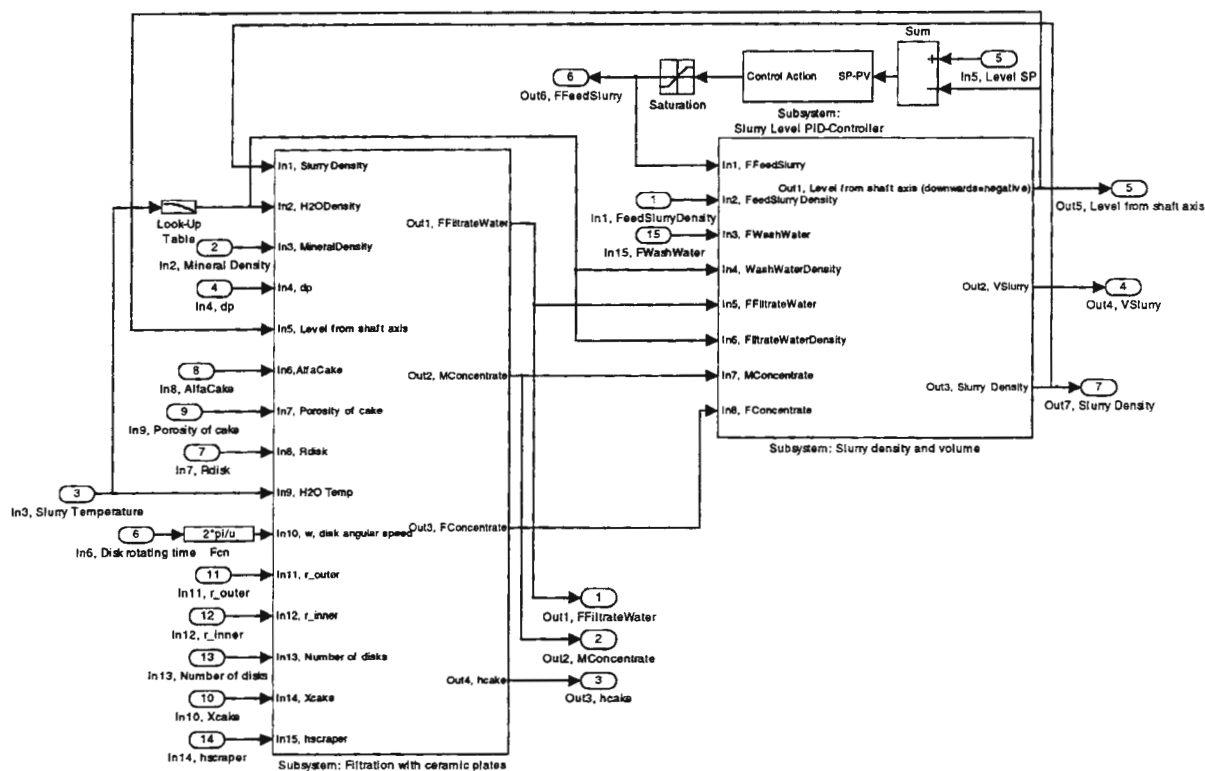 Sum
5
In5, Level SP
6
Out6, FFeedSlurry
Saturation
Control Action
SP-PV
Subsystem:
Slurry Level PID-Controller
In1, SlurryDensity
In2, H2ODensity
In3, MineralDensity
In4, dp
In5, Level from shaft axis
In6,AlfaCake
In7, Porosity of cake
In8, Rdisk
In9, H2O Temp
In10, w, disk angular speed
In11, r_outer
In12, r_inner
In13, Number of disks
In14, Xcake
In15, hscraper
Out1, FFiltrateWater
Out2, MConcentrate
Out3, FConcentrate
Out4, hcake
Subsystem: Filtration with ceramic plates
Look-Up
Table
2
In2, Mineral Density
4
In4, dp
8
In8, AlfaCake
9
In9, Porosity of cake
7
In7, Rdisk
3
In3, Slurry Temperature
6
In6, Disk rotating time
2*pi/u
Fcn
11
In11, r_outer
12
In12, r_inner
13
In13, Number of disks
10
In10, Xcake
14
In14, hscraper
1
In1, FeedSlurryDensity
15
In15, FWashWater
In1, FFeedSlurry
In2, FeedSlurryDensity
In3, FWashWater
In4, WashWaterDensity
In5, FFiltrateWater
In6, FiltrateWaterDensity
In7, MConcentrate
In8, FConcentrate
Out1, Level from shaft axis (downwards=negative)
Out2, VSlurry
Out3, Slurry Density
Subsystem: Slurry density and volume
5
Out5, Level from shaft axis
4
Out4, VSlurry
7
Out7, Slurry Density
1
Out1, FFiltrateWater
2
Out2, MConcentrate
3
Out3, hcake